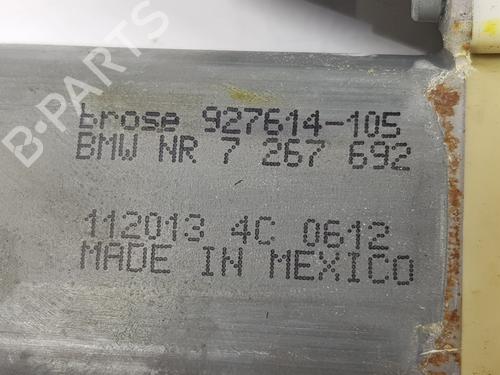 B-PARTS
brose 927614-105
BMW NR 7 267 692
112013 4C 0612
MADE IN MEXICO